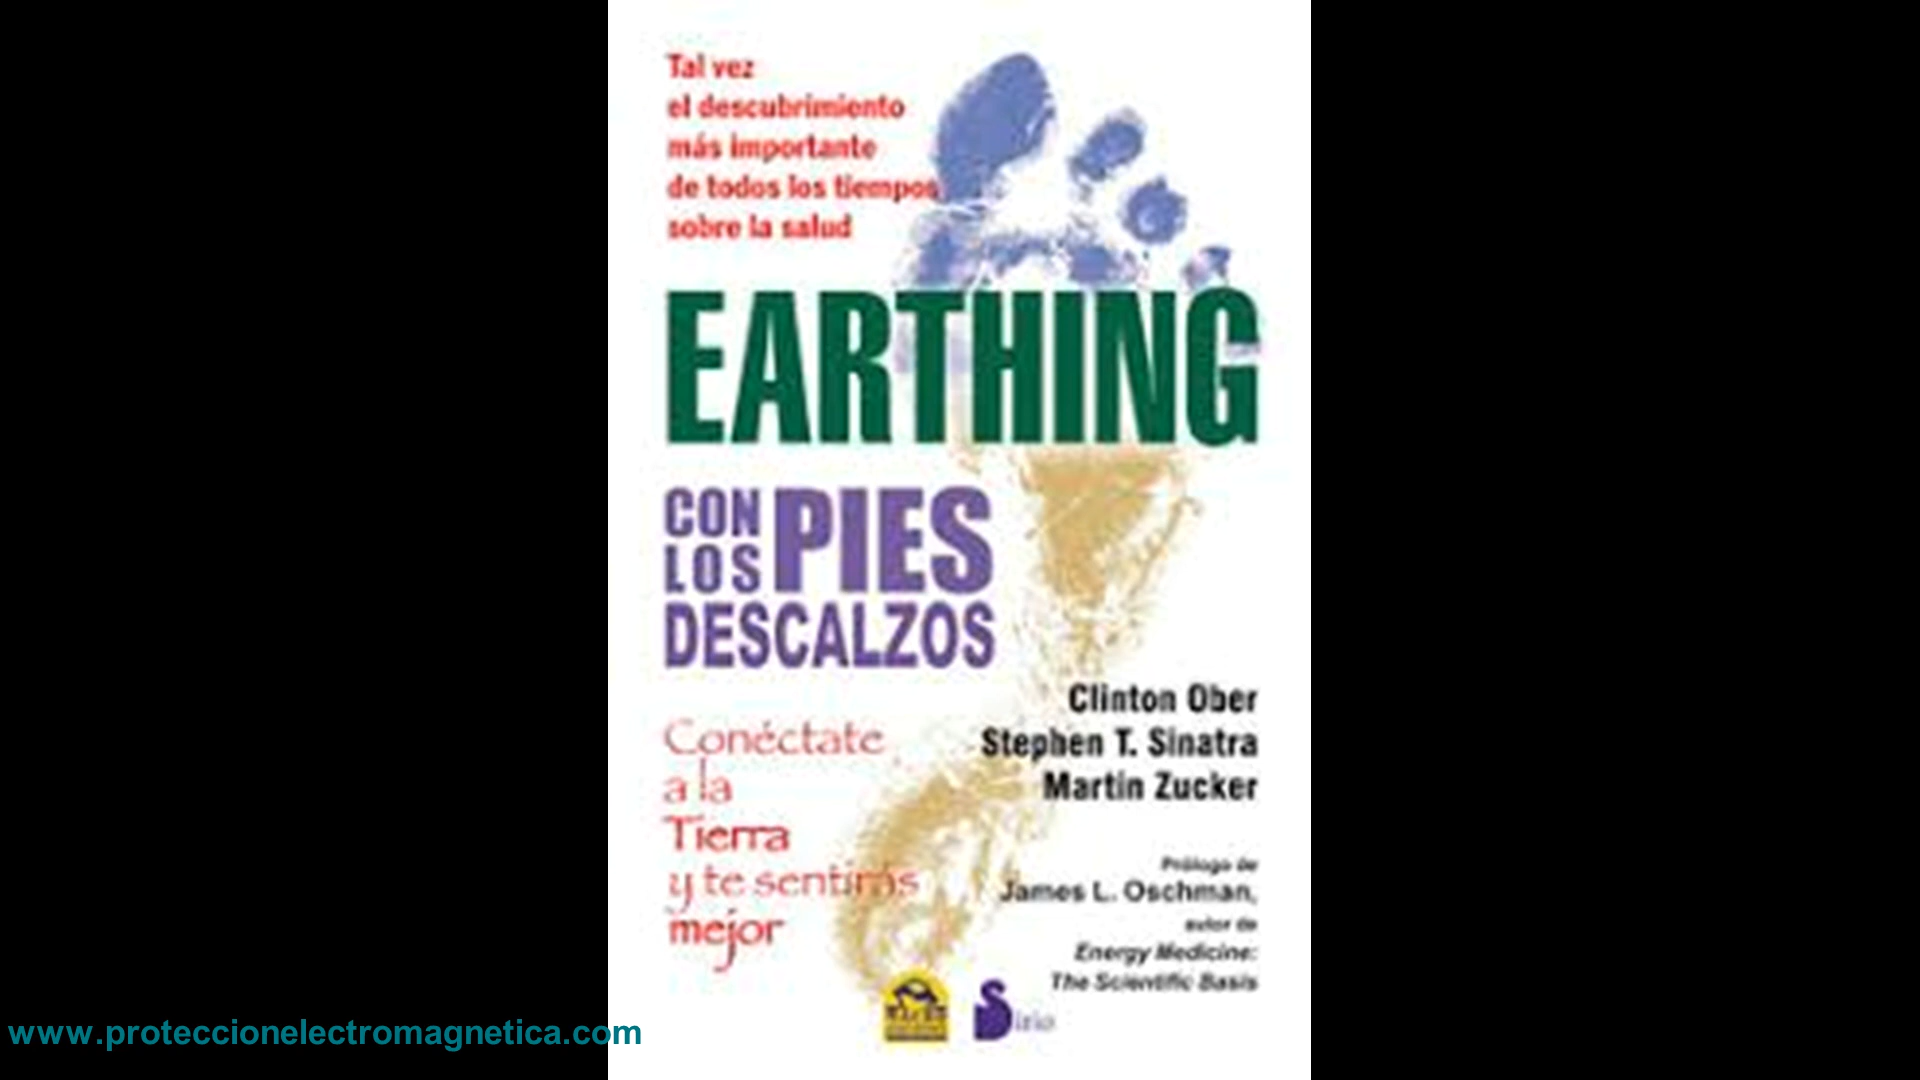 Tal vez
el descubrimiento
más importante
de todos los tiempos
sobre la salud
EARTHING
CON LOS PIES
DESCALZOS
Clinton Ober
Stephen T. Sinatra
Martin Zucker
Conéctate
a la
Tierra
y te sentirás
mejor
Prólogo de
James L. Oschman,
autor de
Energy Medicine:
The Scientific Basis
Sirio
www.proteccionelectromagnetica.com